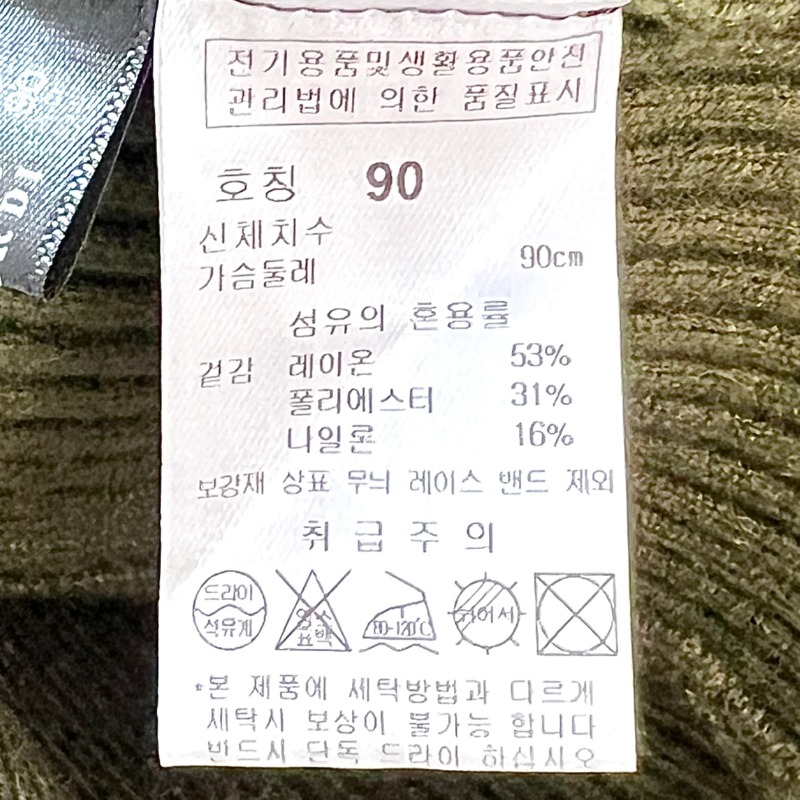 전기용품및생활용품안전
관리법에 의한 품질표시
호칭 90
신체치수
가슴둘레 90cm
섬유의 혼용률
겉감 레이온 53%
폴리에스터 31%
나일론 16%
보강재 상표 무늬 레이스 밴드 제외
취급주의
드라이
석유계
염소
표백
80~120℃
뉘어서
*본 제품에 세탁방법과 다르게
세탁시 보상이 불가능 합니다
반드시 단독 드라이 하십시오
90